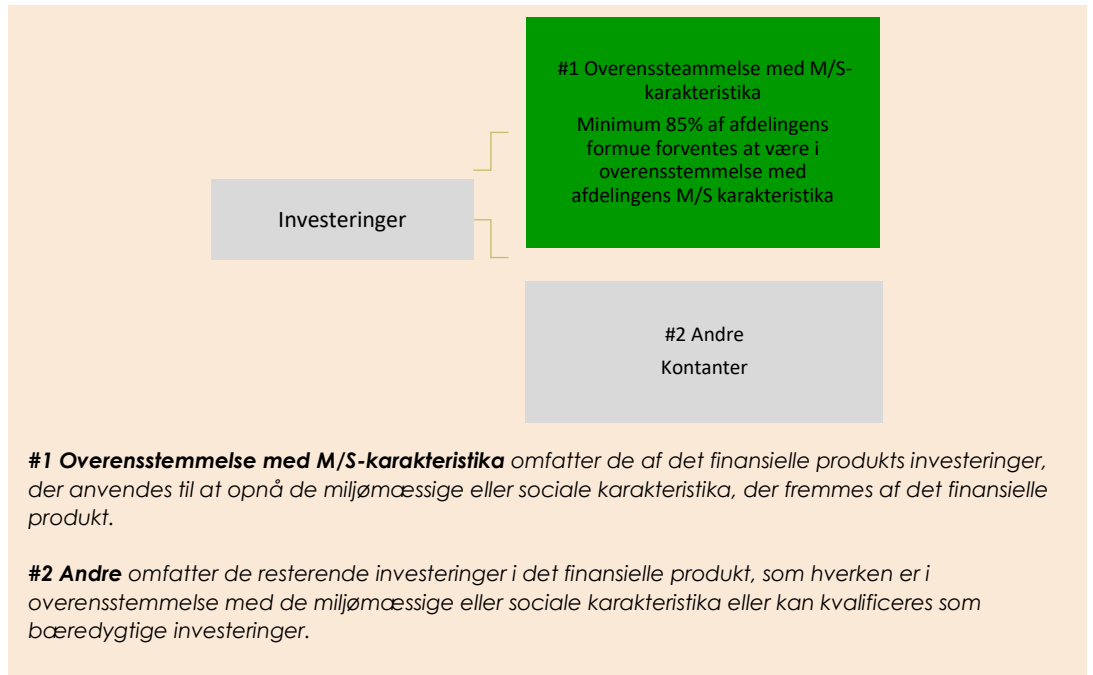 #1 Overenssteammelse med M/S-
karakteristika
Minimum 85% af afdelingens
formue forventes at være i
overensstemmelse med
afdelingens M/S karakteristika
Investeringer
#2 Andre
Kontanter
#1 Overensstemmelse med M/S-karakteristika omfatter de af det finansielle produkts investeringer,
der anvendes til at opnå de miljømæssige eller sociale karakteristika, der fremmes af det finansielle
produkt.
#2 Andre omfatter de resterende investeringer i det finansielle produkt, som hverken er i
overensstemmelse med de miljømæssige eller sociale karakteristika eller kan kvalificeres som
bæredygtige investeringer.